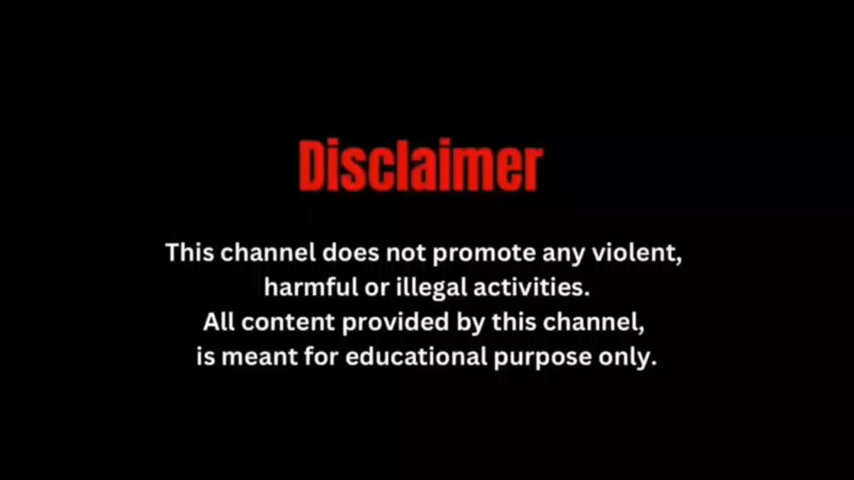 Disclaimer
This channel does not promote any violent,
harmful or illegal activities.
All content provided by this channel,
is meant for educational purpose only.